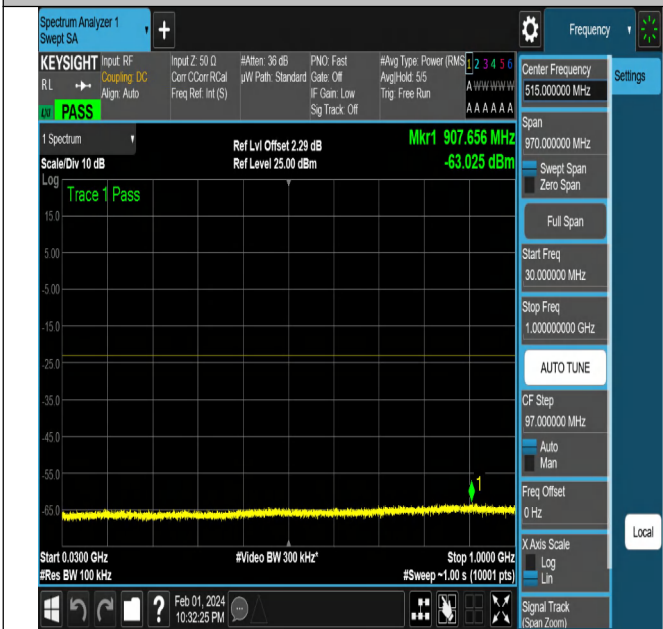 Spectrum Analyzer 1
Swept SA
+
Frequency
KEYSIGHT
RL
Input: RF
Coupling: DC
Align: Auto
Input Z: 50 Ω
Corr CCorr RCal
Freq Ref: Int (S)
#Atten: 36 dB
µW Path: Standard
PNO: Fast
Gate: Off
IF Gain: Low
Sig Track: Off
#Avg Type: Power (RMS
Avg|Hold: 5/5
Trig: Free Run
1 2 3 4 5 6
A W W W W W
A A A A A A
LXI PASS
1 Spectrum
Scale/Div 10 dB
Ref Lvl Offset 2.29 dB
Ref Level 25.00 dBm
Mkr1 907.656 MHz
-63.025 dBm
Log
Trace 1 Pass
15.0
5.00
-5.00
-15.0
-25.0
-35.0
-45.0
-55.0
-65.0
1
Start 0.0300 GHz
#Res BW 100 kHz
#Video BW 300 kHz*
Stop 1.0000 GHz
#Sweep ~1.00 s (10001 pts)
?
Feb 01, 2024
10:32:25 PM
Center Frequency
515.000000 MHz
Span
970.000000 MHz
Swept Span
Zero Span
Full Span
Start Freq
30.000000 MHz
Stop Freq
1.000000000 GHz
AUTO TUNE
CF Step
97.000000 MHz
Auto
Man
Freq Offset
0 Hz
X Axis Scale
Log
Lin
Signal Track
(Span Zoom)
Settings
Local